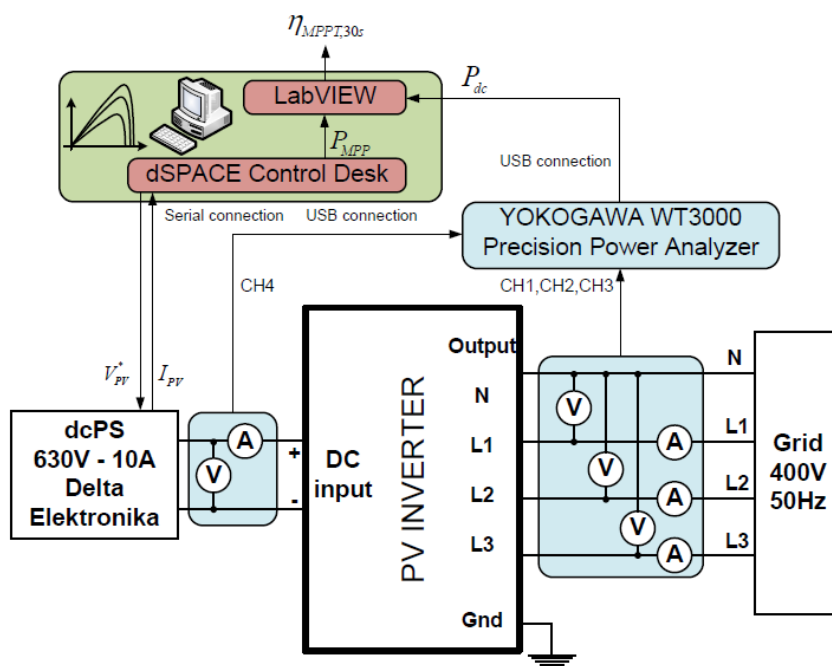 η_MPPT,30s
P_dc
LabVIEW
P_MPP
USB connection
dSPACE Control Desk
Serial connection
USB connection
YOKOGAWA WT3000
Precision Power Analyzer
CH4
CH1,CH2,CH3
V*_PV
I_PV
Output
N
N
V
dcPS
630V - 10A
Delta
Elektronika
A
V
+
-
DC
input
PV INVERTER
L1
A
L1
V
L2
A
L2
V
L3
A
L3
Grid
400V
50Hz
Gnd